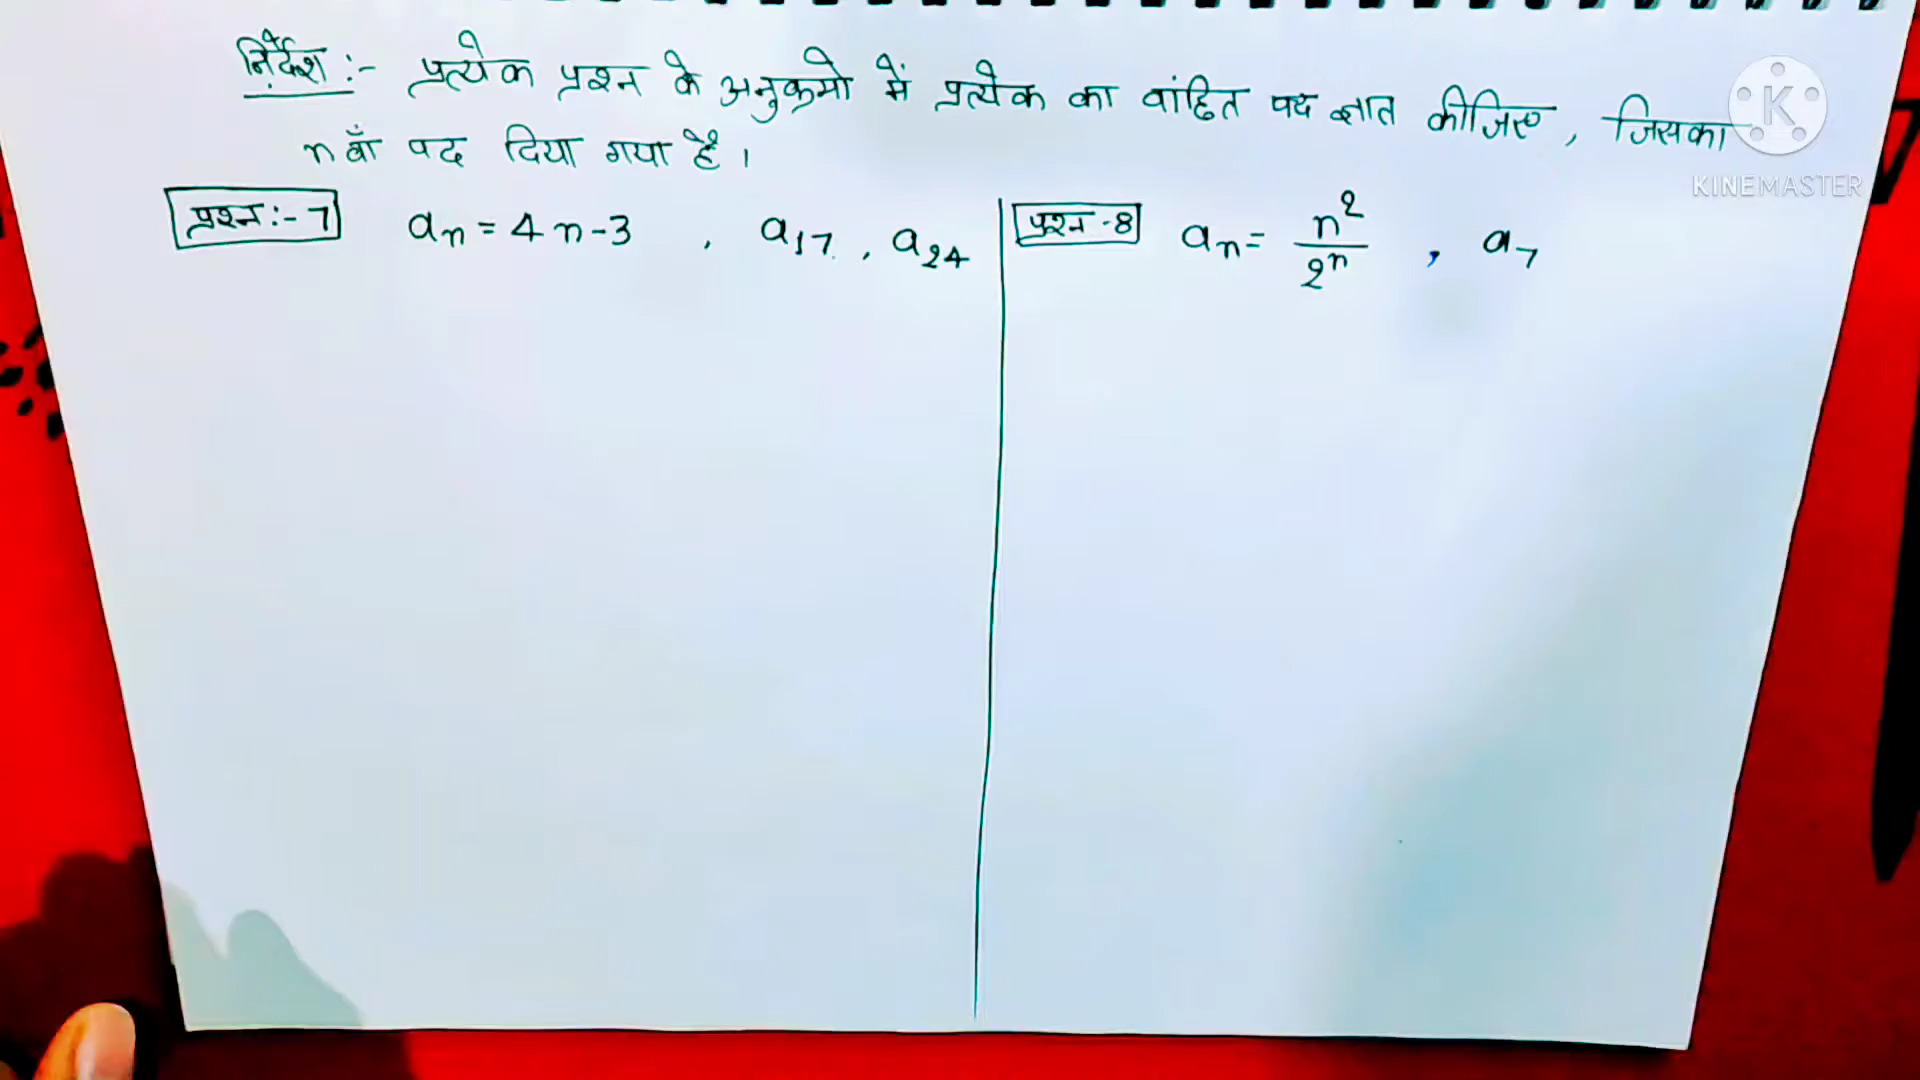 निर्देश :- प्रत्येक प्रश्न के अनुक्रमो में प्रत्येक का वांछित पद ज्ञात कीजिए, जिसका
n वाँ पद दिया गया है।
प्रश्न:- 7 aₙ = 4n-3 , a₁₇, a₂₄
प्रश्न -8 aₙ = n²/2ⁿ , a₇
K
KINEMASTER